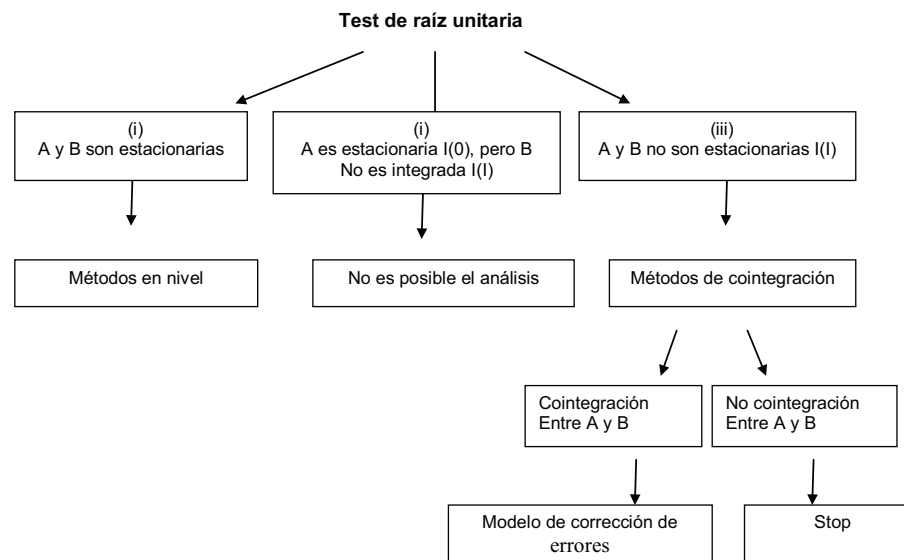 Test de raíz unitaria
(i)
A y B son estacionarias
(i)
A es estacionaria I(0), pero B
No es integrada I(I)
(iii)
A y B no son estacionarias I(I)
Métodos en nivel
No es posible el análisis
Métodos de cointegración
Cointegración
Entre A y B
No cointegración
Entre A y B
Modelo de corrección de
errores
Stop